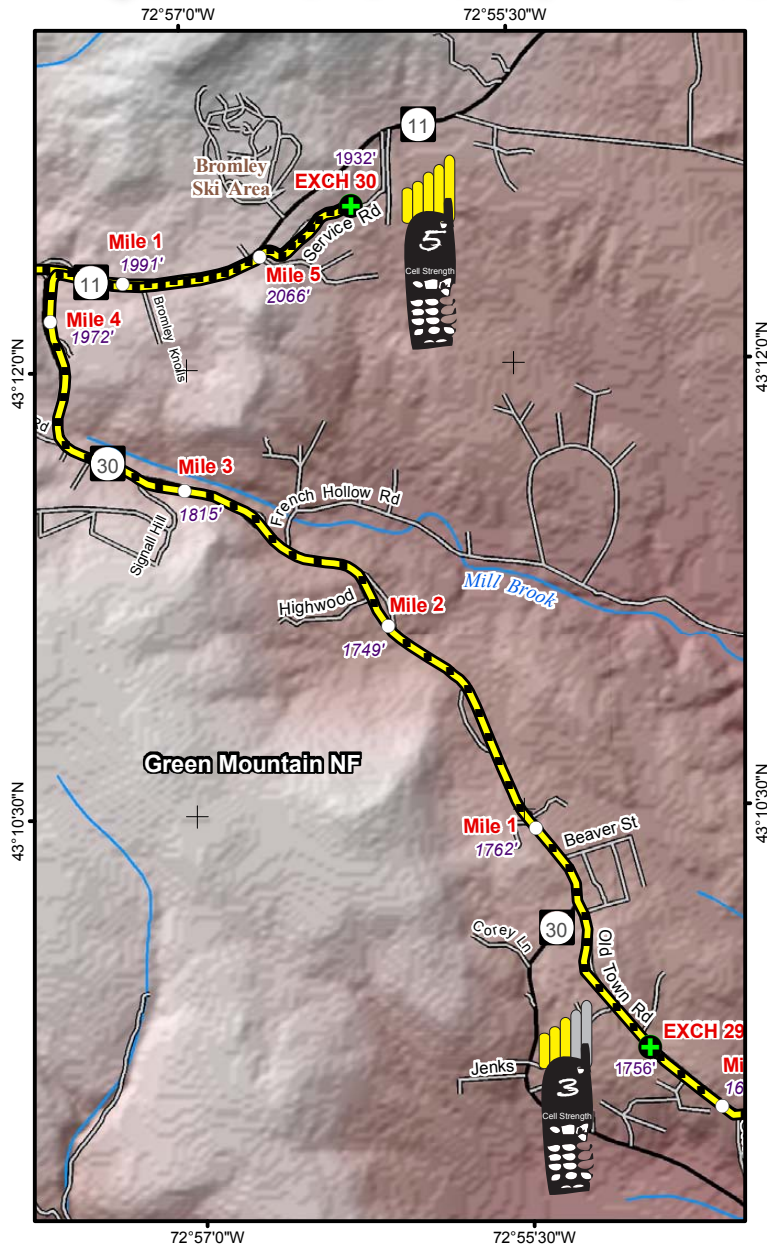 72°57'0"W
72°55'30"W
11
Bromley
Ski Area
1932'
EXCH 30
Service Rd
5
Cell Strength
Mile 1
1991'
11
Mile 5
2066'
Mile 4
1972'
Bromley Knolls
43°12'0"N
43°12'0"N
Rd
30
Mile 3
1815'
French Hollow Rd
Signall Hill
Mill Brook
Highwood
Mile 2
1749'
Green Mountain NF
43°10'30"N
43°10'30"N
Mile 1
1762'
Beaver St
30
Corey Ln
Old Town Rd
EXCH 29
1756'
Mi
16
Jenks
3
Cell Strength
72°57'0"W
72°55'30"W